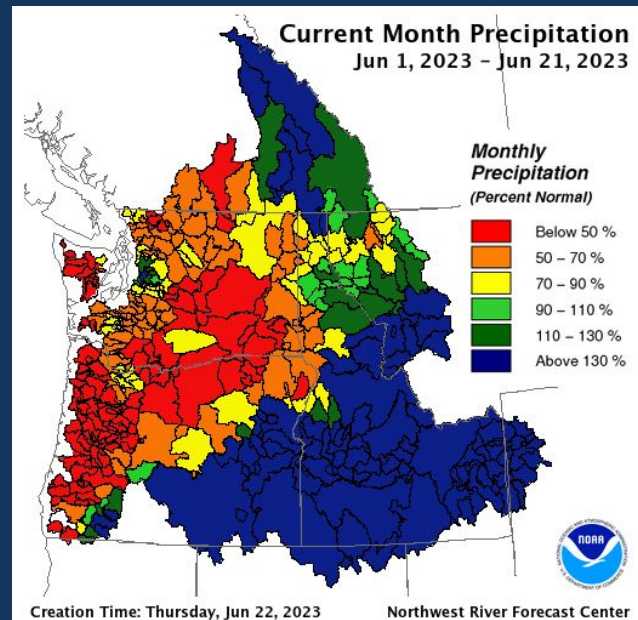 Current Month Precipitation
Jun 1, 2023 – Jun 21, 2023
Monthly
Precipitation
(Percent Normal)
Below 50 %
50 – 70 %
70 – 90 %
90 – 110 %
110 – 130 %
Above 130 %
NOAA
Creation Time: Thursday, Jun 22, 2023
Northwest River Forecast Center